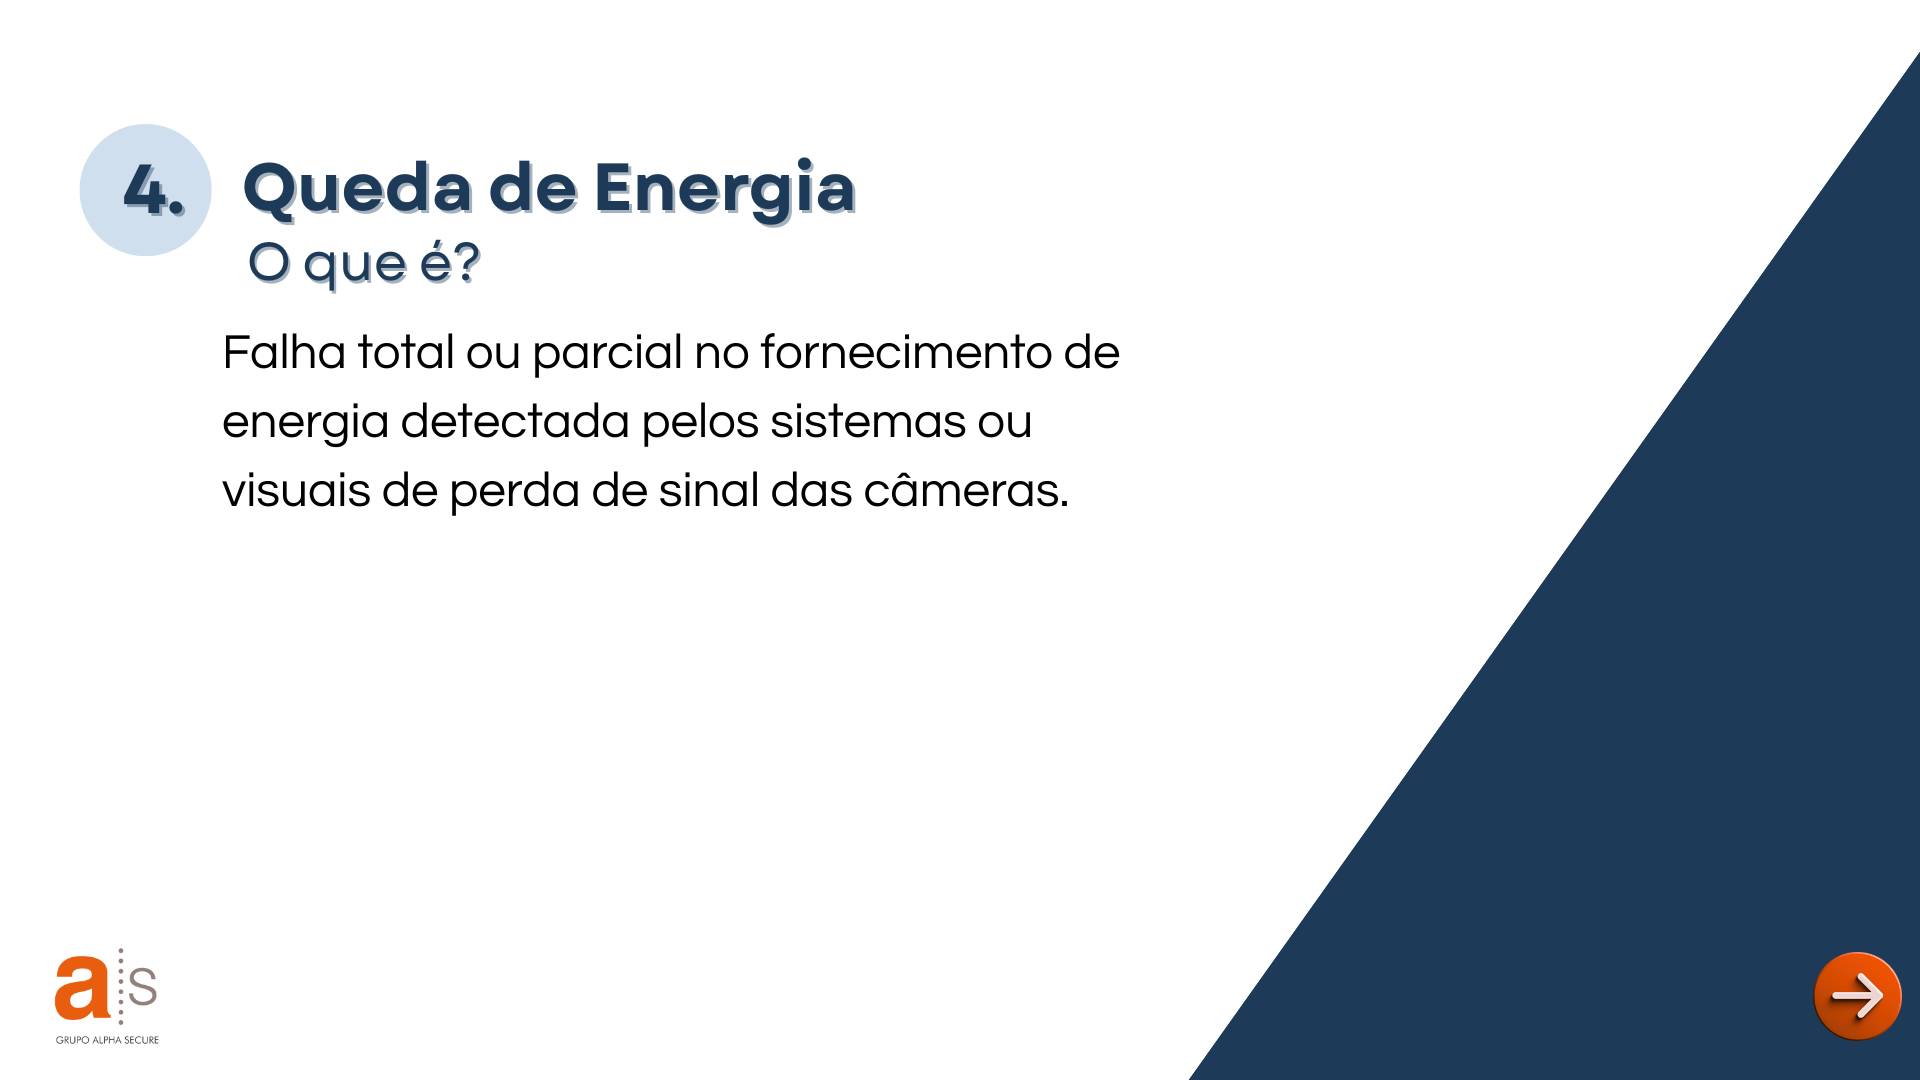 4. Queda de Energia
O que é?
Falha total ou parcial no fornecimento de
energia detectada pelos sistemas ou
visuais de perda de sinal das câmeras.
a s
GRUPO ALPHA SECURE